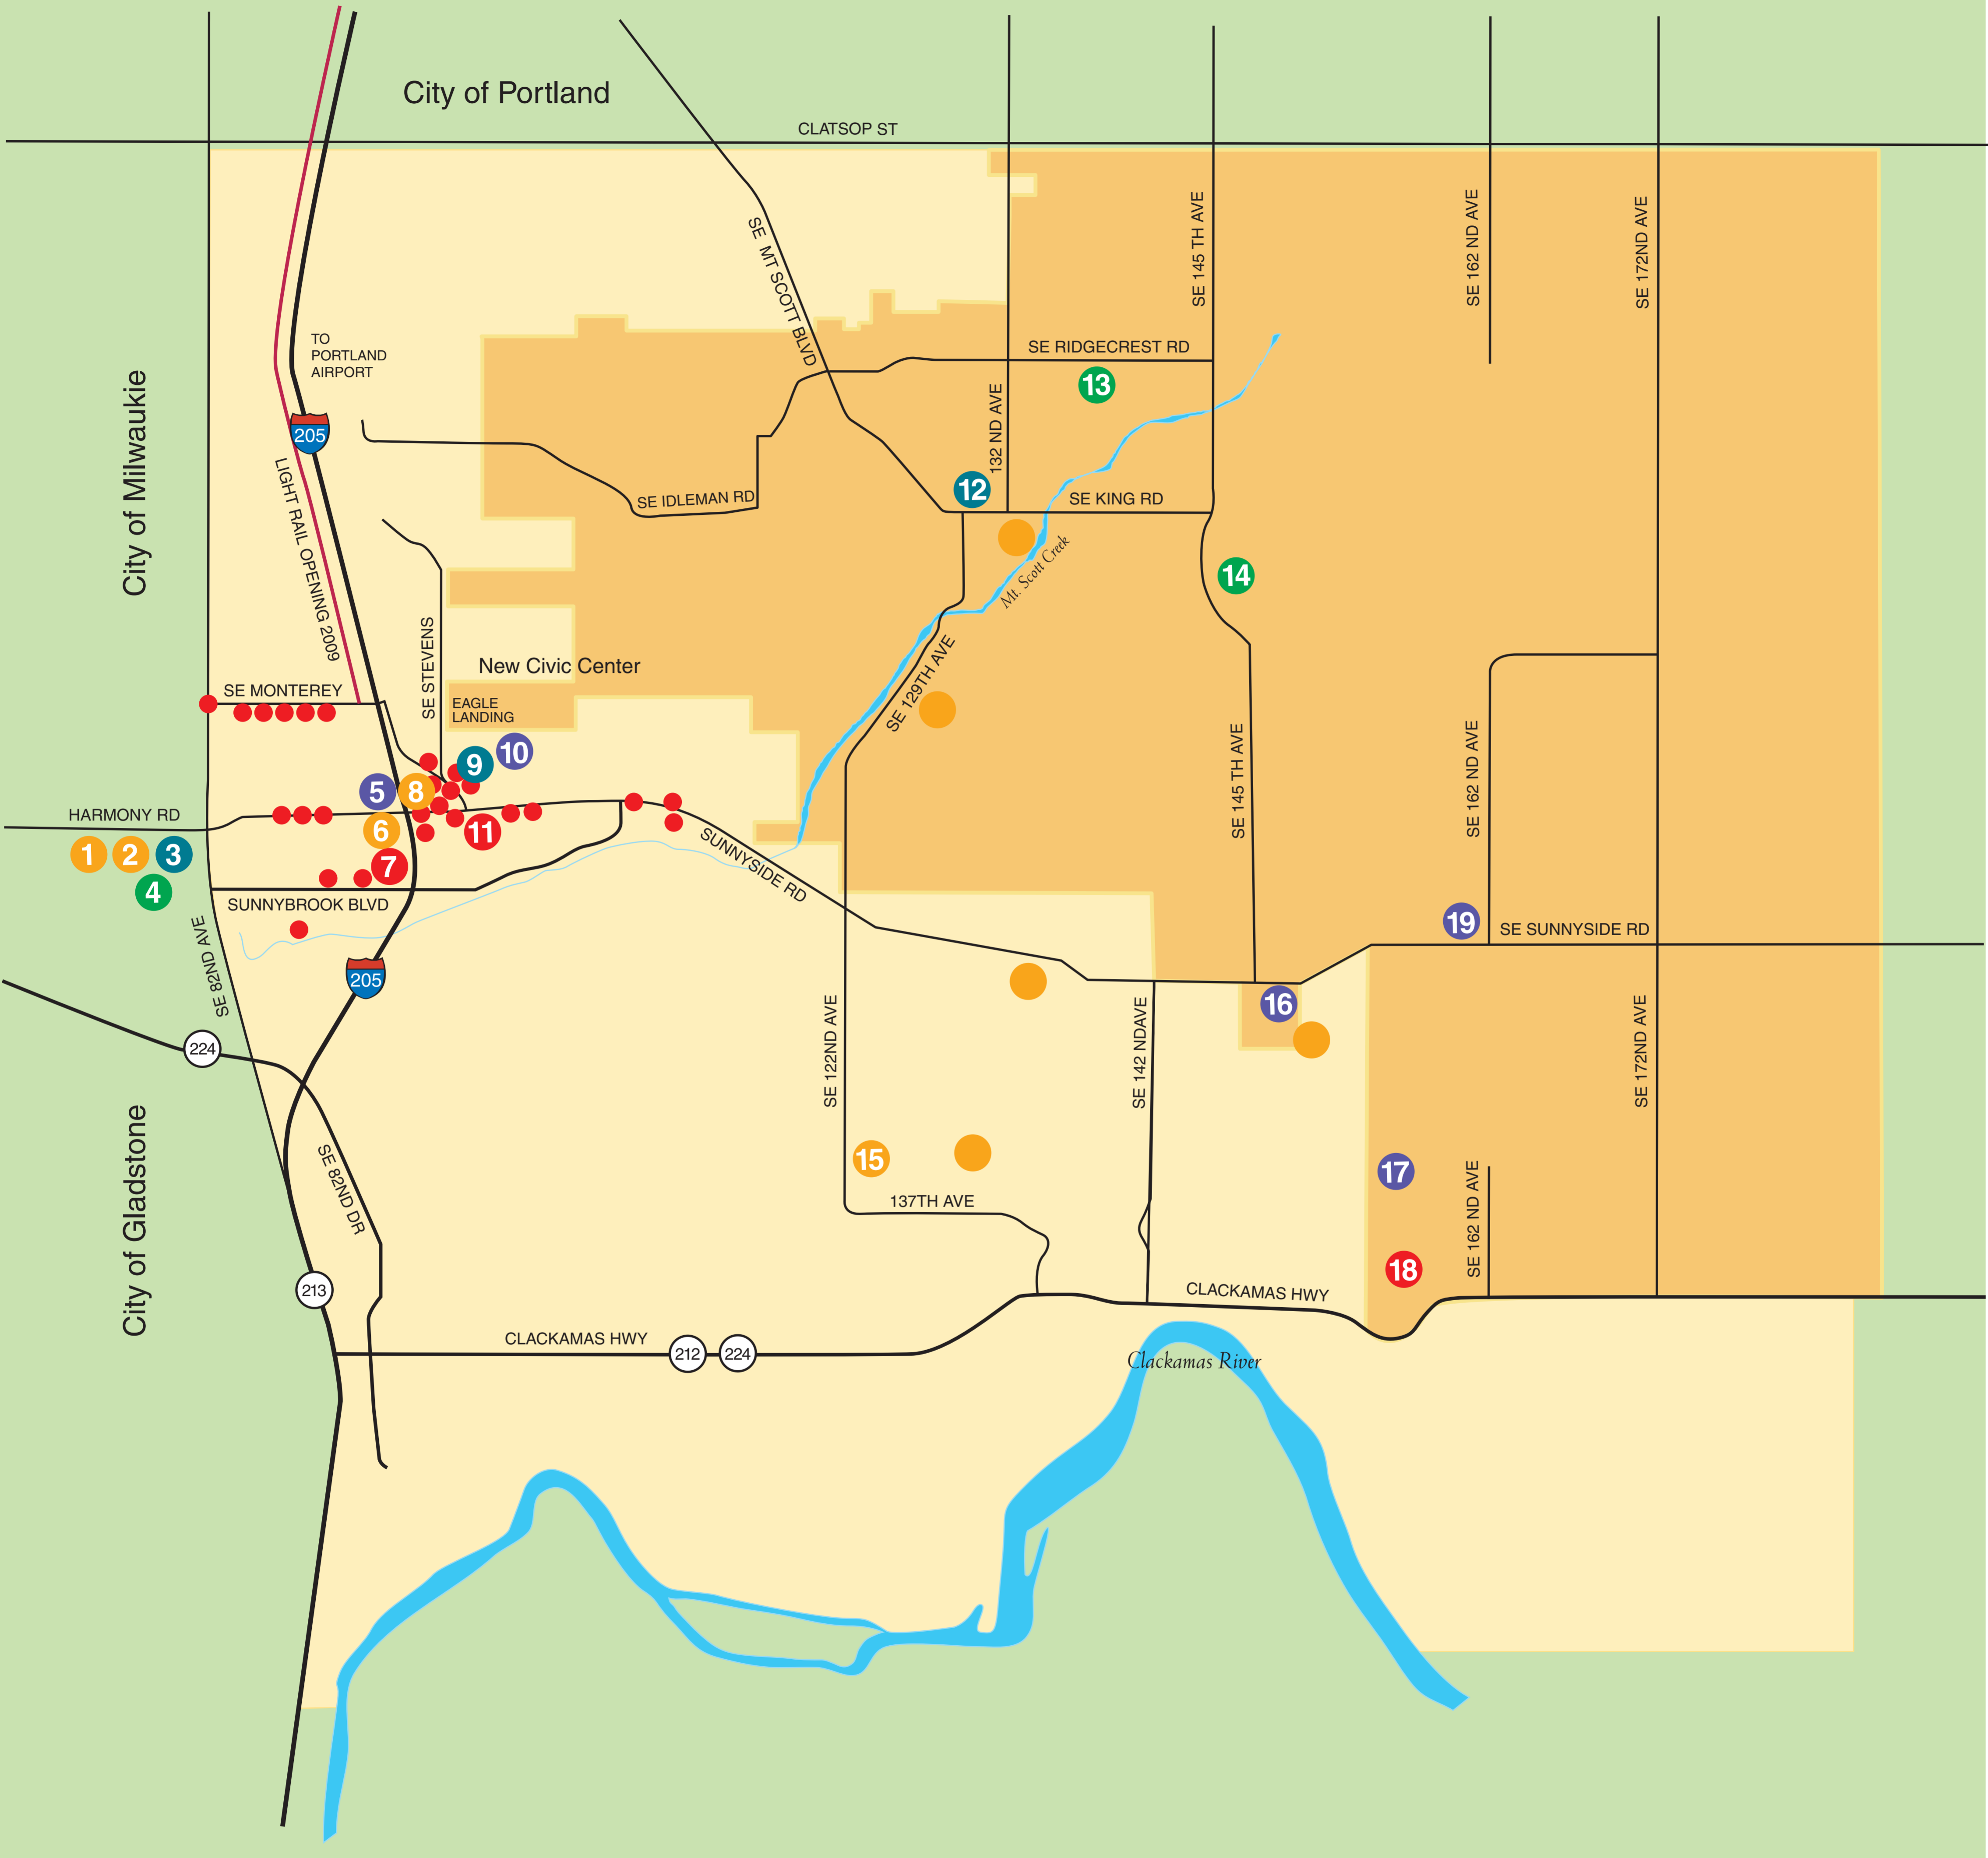 City of Portland
CLATSOP ST
SE MT SCOTT BLVD
SE 145 TH AVE
SE 162 ND AVE
SE 172ND AVE
TO
PORTLAND
AIRPORT
SE RIDGECREST RD
13
132 ND AVE
205
City of Milwaukie
LIGHT RAIL OPENING 2009
SE IDLEMAN RD
12
SE KING RD
Mt. Scott Creek
14
SE STEVENS
New Civic Center
SE 129TH AVE
SE MONTEREY
EAGLE
LANDING
10
9
5
8
SE 145 TH AVE
SE 162 ND AVE
HARMONY RD
6
11
1
2
3
7
4
SUNNYSIDE RD
SUNNYBROOK BLVD
19
SE SUNNYSIDE RD
SE 82ND AVE
205
16
224
SE 122ND AVE
SE 142 NDAVE
SE 172ND AVE
City of Gladstone
SE 82ND DR
15
17
137TH AVE
SE 162 ND AVE
18
213
CLACKAMAS HWY
CLACKAMAS HWY
212
224
Clackamas River